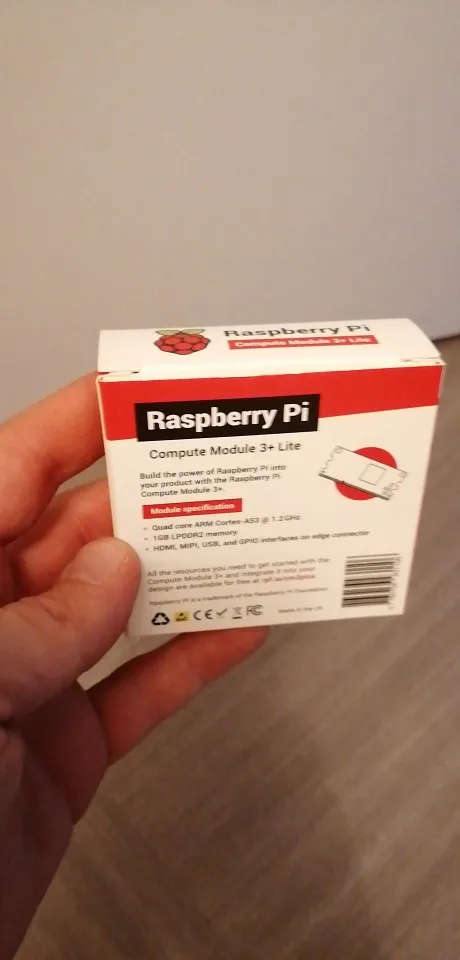 Raspberry Pi
Compute Module 3+ Lite
Raspberry Pi
Compute Module 3+ Lite
Build the power of Raspberry Pi into
your product with the Raspberry Pi
Compute Module 3+.
Module specification
• Quad core ARM Cortex-A53 @ 1.2GHz
• 1GB LPDDR2 memory
• HDMI, MIPI, USB, and GPIO interfaces on edge connector
All the resources you need to get started with the
Compute Module 3+ and integrate it into your
design are available for free at
Raspberry Pi is a trademark of the Raspberry Pi Foundation
CE FC Made in the UK